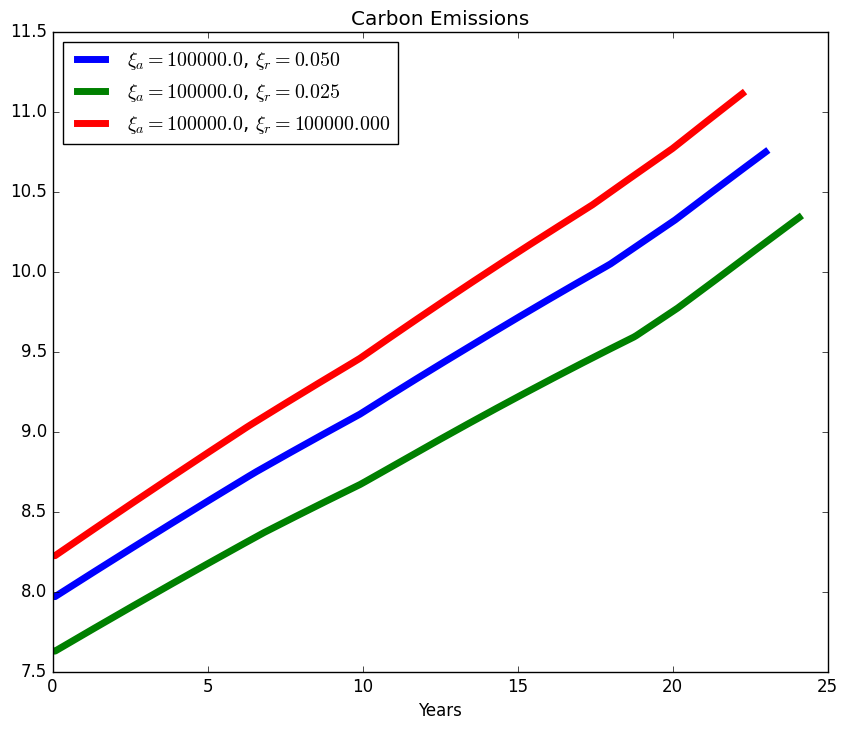 Carbon Emissions
11.5
11.0
10.5
10.0
9.5
9.0
8.5
8.0
7.5
ξₐ = 100000.0, ξᵣ = 0.050
ξₐ = 100000.0, ξᵣ = 0.025
ξₐ = 100000.0, ξᵣ = 100000.000
0 5 10 15 20 25
Years